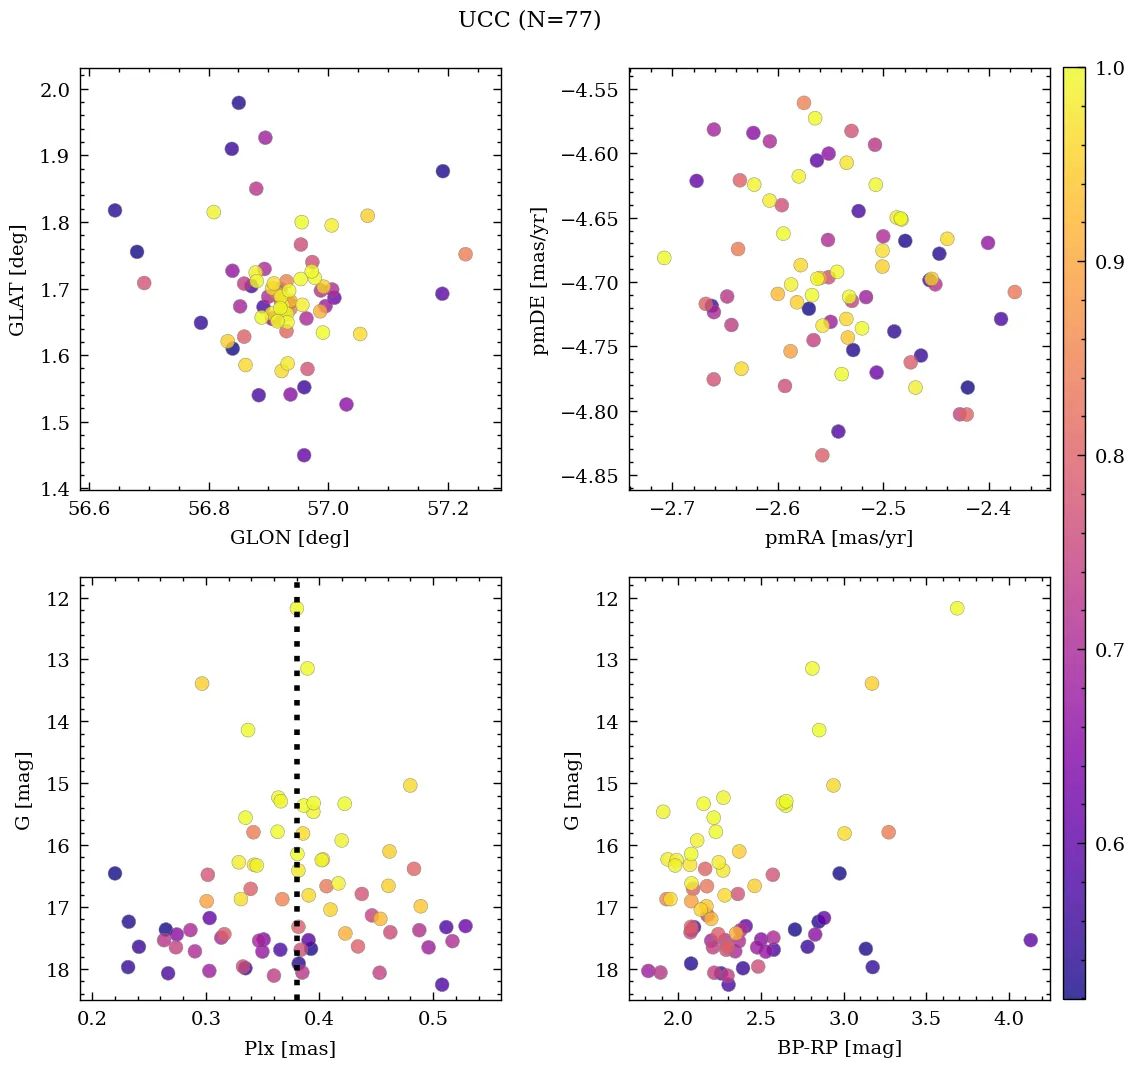 UCC (N=77)
2.0
1.9
1.8
1.7
1.6
1.5
1.4
56.6 56.8 57.0 57.2
GLON [deg]
GLAT [deg]
−4.55
−4.60
−4.65
−4.70
−4.75
−4.80
−4.85
−2.7 −2.6 −2.5 −2.4
pmRA [mas/yr]
pmDE [mas/yr]
1.0
0.9
0.8
0.7
0.6
12
13
14
15
16
17
18
0.2 0.3 0.4 0.5
Plx [mas]
G [mag]
12
13
14
15
16
17
18
2.0 2.5 3.0 3.5 4.0
BP-RP [mag]
G [mag]